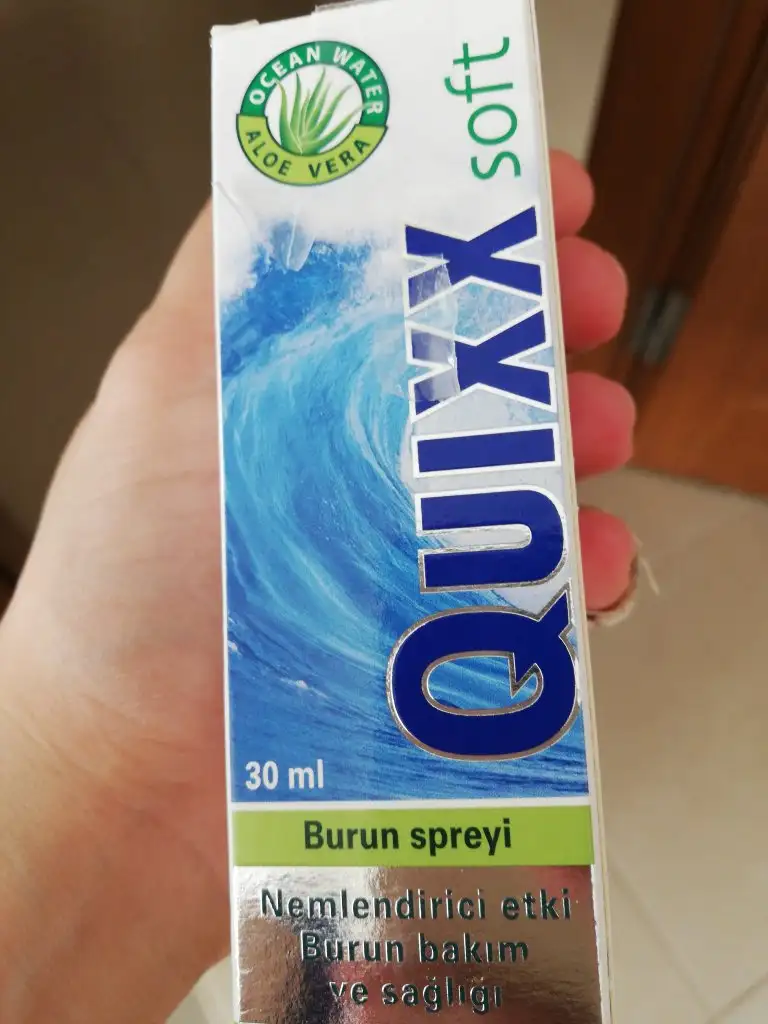 OCEAN WATER
ALOE VERA
soft
QUIXX
30 ml
Burun spreyi
Nemlendirici etki
Burun bakım
ve sağlığı